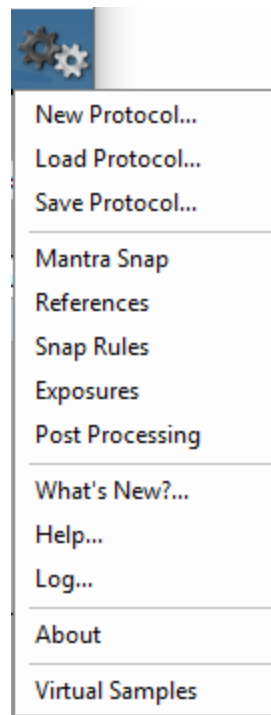 New Protocol...
Load Protocol...
Save Protocol...
Mantra Snap
References
Snap Rules
Exposures
Post Processing
What's New?...
Help...
Log...
About
Virtual Samples